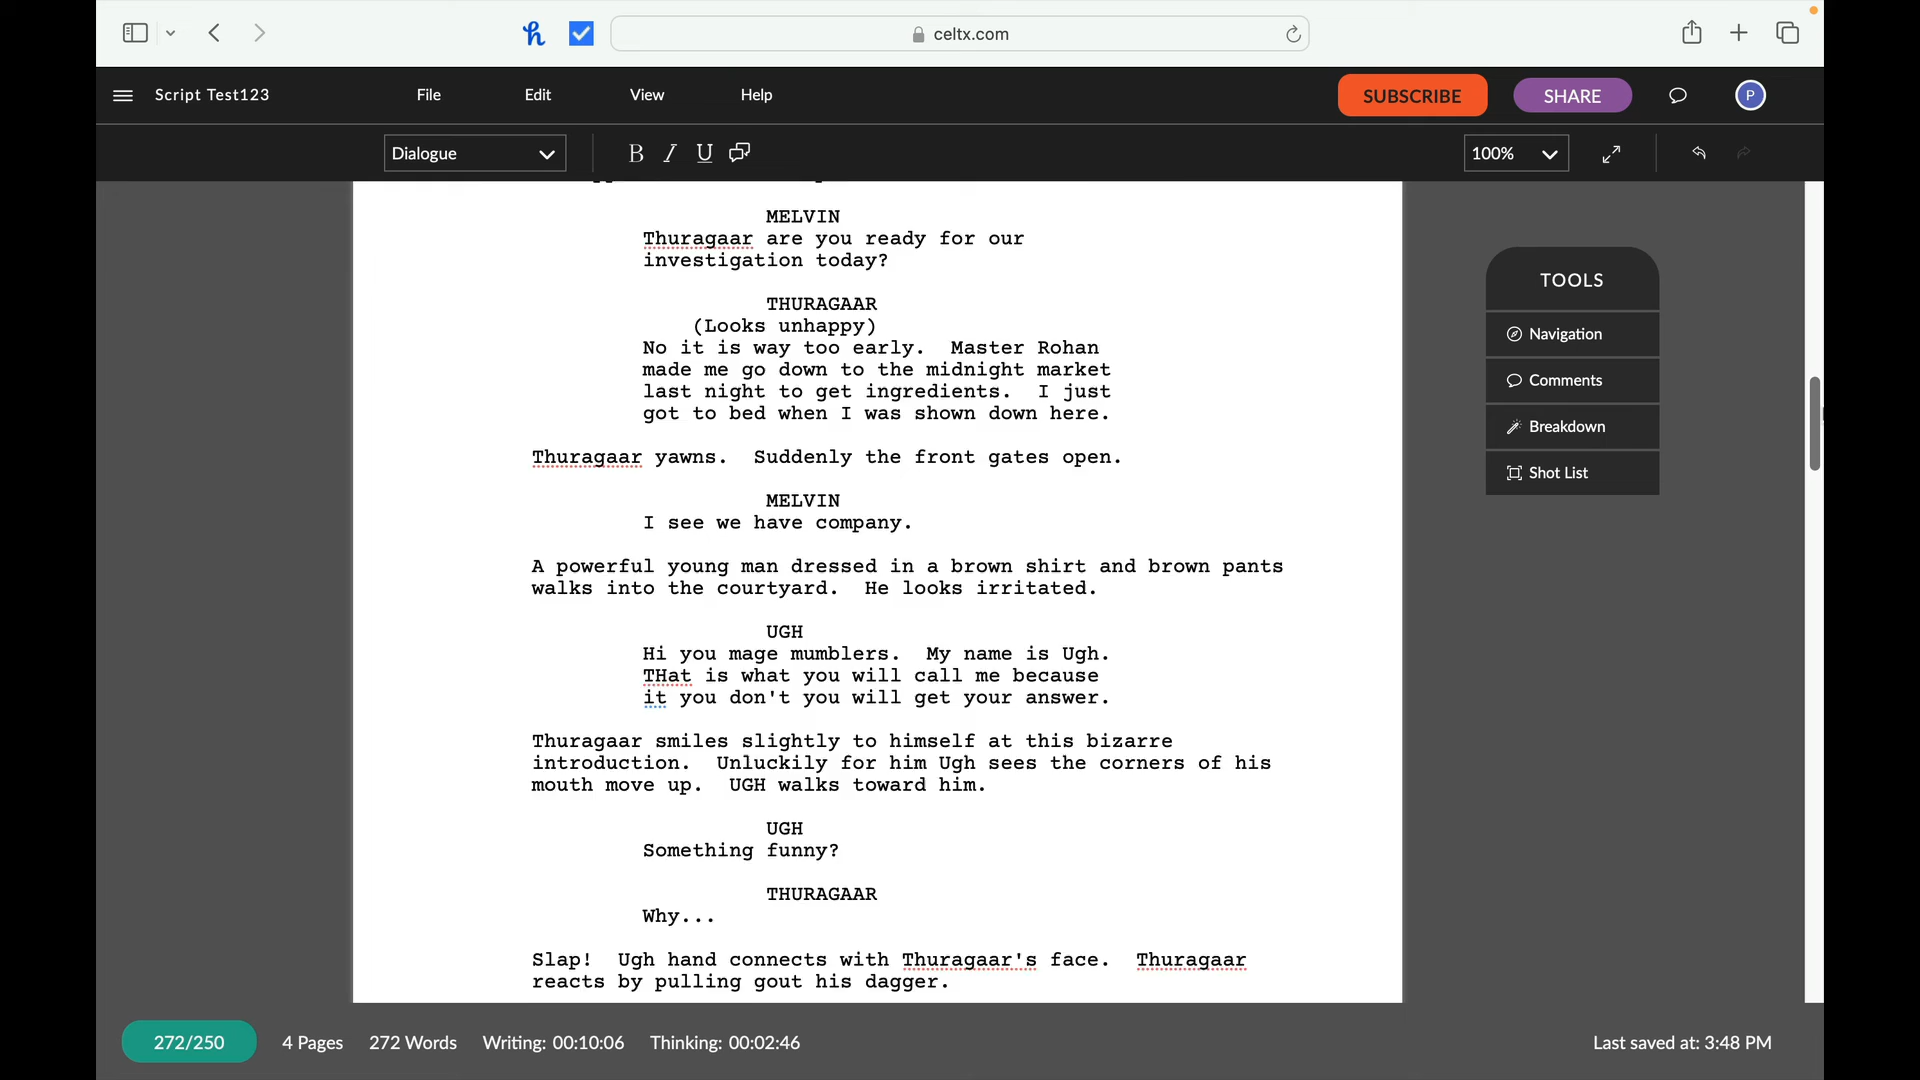 celtx.com
Script Test123
File
Edit
View
Help
SUBSCRIBE
SHARE
P
Dialogue
B I U
100%
MELVIN
Thuragaar are you ready for our
investigation today?
THURAGAAR
(Looks unhappy)
No it is way too early. Master Rohan
made me go down to the midnight market
last night to get ingredients. I just
got to bed when I was shown down here.
Thuragaar yawns. Suddenly the front gates open.
MELVIN
I see we have company.
A powerful young man dressed in a brown shirt and brown pants
walks into the courtyard. He looks irritated.
UGH
Hi you mage mumblers. My name is Ugh.
THat is what you will call me because
it you don't you will get your answer.
Thuragaar smiles slightly to himself at this bizarre
introduction. Unluckily for him Ugh sees the corners of his
mouth move up. UGH walks toward him.
UGH
Something funny?
THURAGAAR
Why...
Slap! Ugh hand connects with Thuragaar's face. Thuragaar
reacts by pulling gout his dagger.
TOOLS
Navigation
Comments
Breakdown
Shot List
272/250
4 Pages
272 Words
Writing: 00:10:06
Thinking: 00:02:46
Last saved at: 3:48 PM